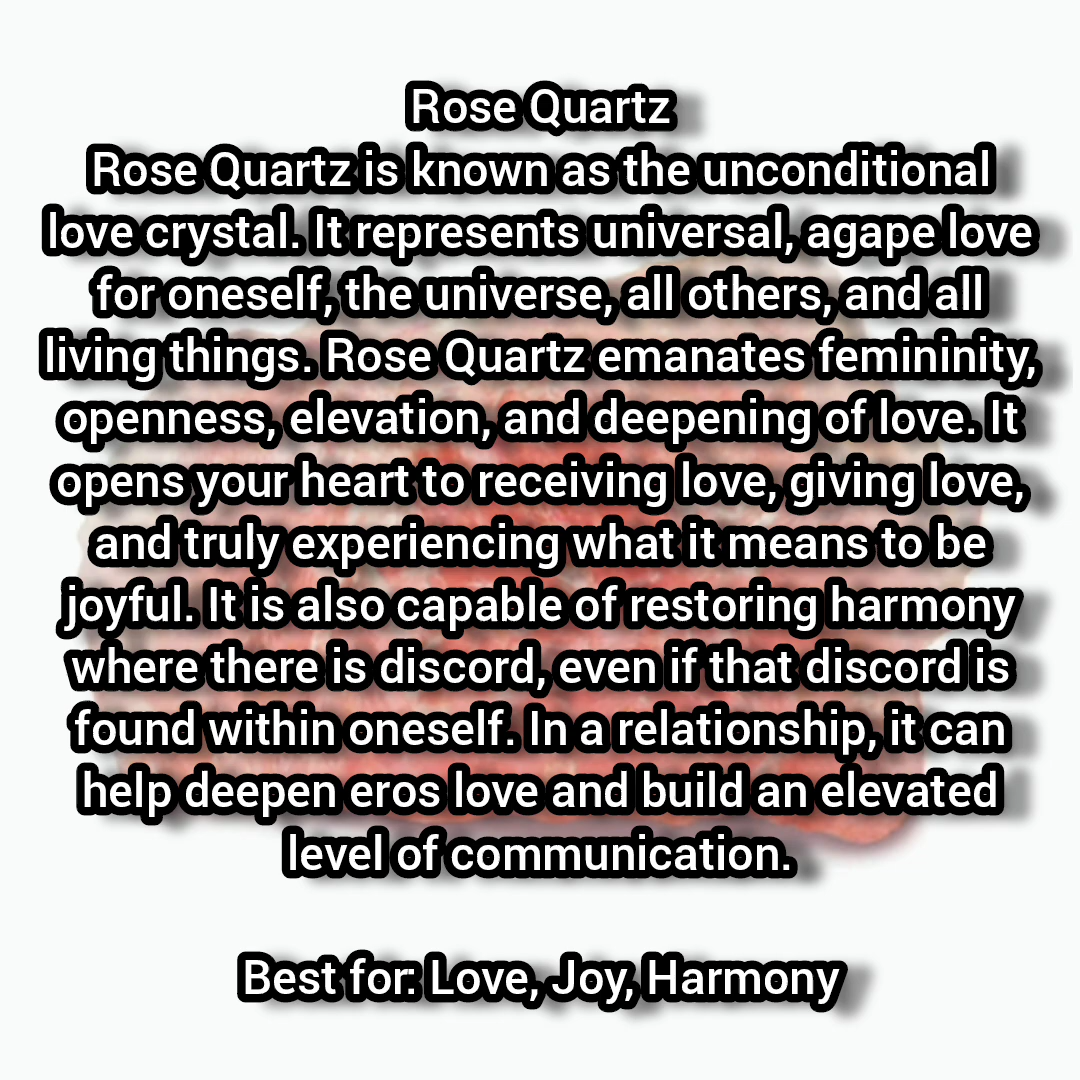 Rose Quartz
Rose Quartz is known as the unconditional
love crystal. It represents universal, agape love
for oneself, the universe, all others, and all
living things. Rose Quartz emanates femininity,
openness, elevation, and deepening of love. It
opens your heart to receiving love, giving love,
and truly experiencing what it means to be
joyful. It is also capable of restoring harmony
where there is discord, even if that discord is
found within oneself. In a relationship, it can
help deepen eros love and build an elevated
level of communication.
Best for: Love, Joy, Harmony